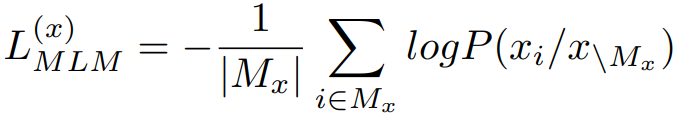 L_{MLM}^{(x)} = -\frac{1}{|M_x|} \sum_{i \in M_x} logP(x_i/x_{\setminus M_x})